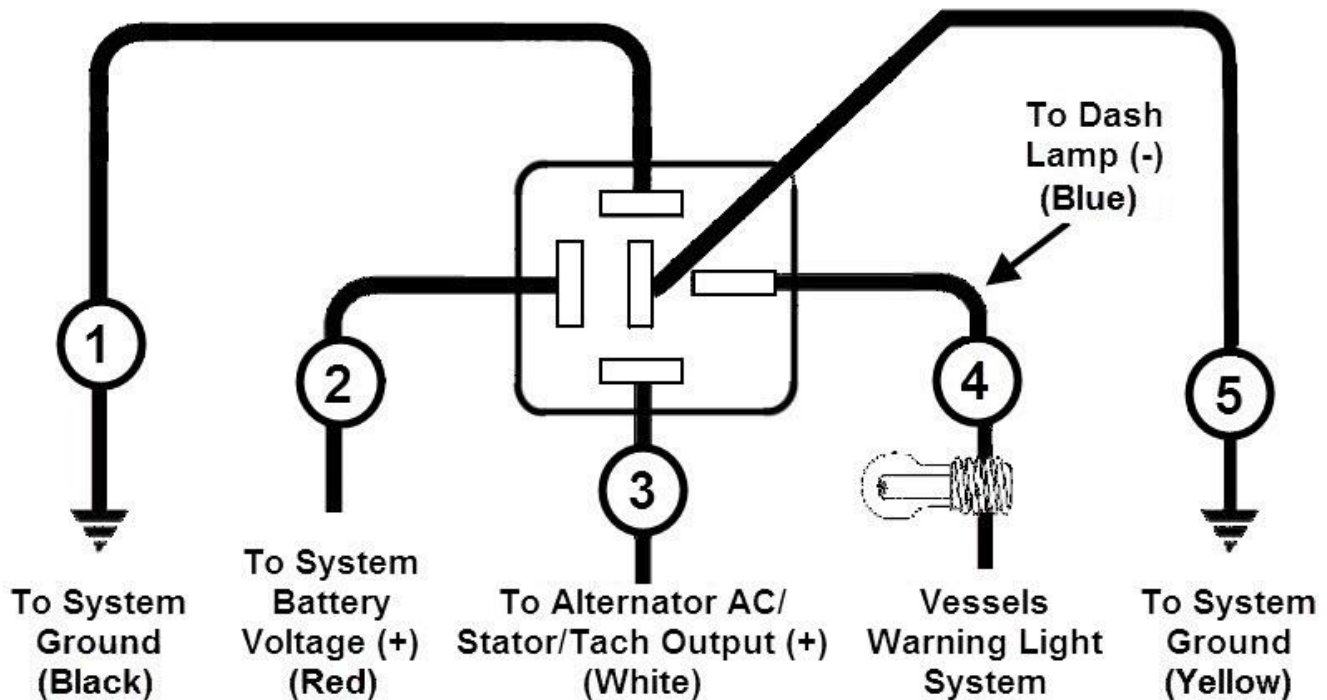 To Dash
Lamp (-)
(Blue)
1
2
3
4
5
To System
Ground
(Black)
To System
Battery
Voltage (+)
(Red)
To Alternator AC/
Stator/Tach Output (+)
(White)
Vessels
Warning Light
System
To System
Ground
(Yellow)